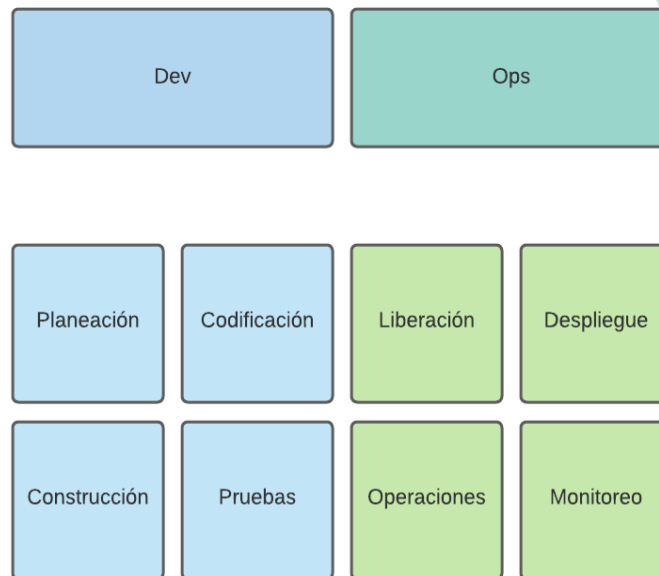 Dev
Ops
Planeación
Codificación
Liberación
Despliegue
Construcción
Pruebas
Operaciones
Monitoreo